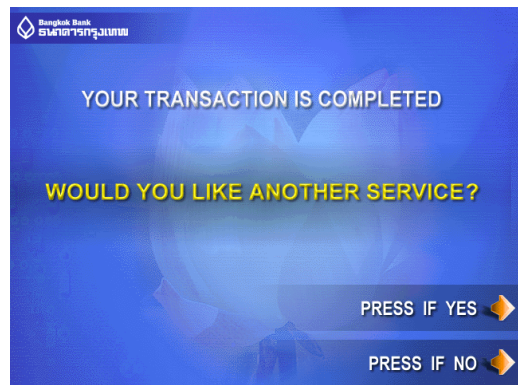 Bangkok Bank
ธนาคารกรุงเทพ
YOUR TRANSACTION IS COMPLETED
WOULD YOU LIKE ANOTHER SERVICE?
PRESS IF YES
PRESS IF NO